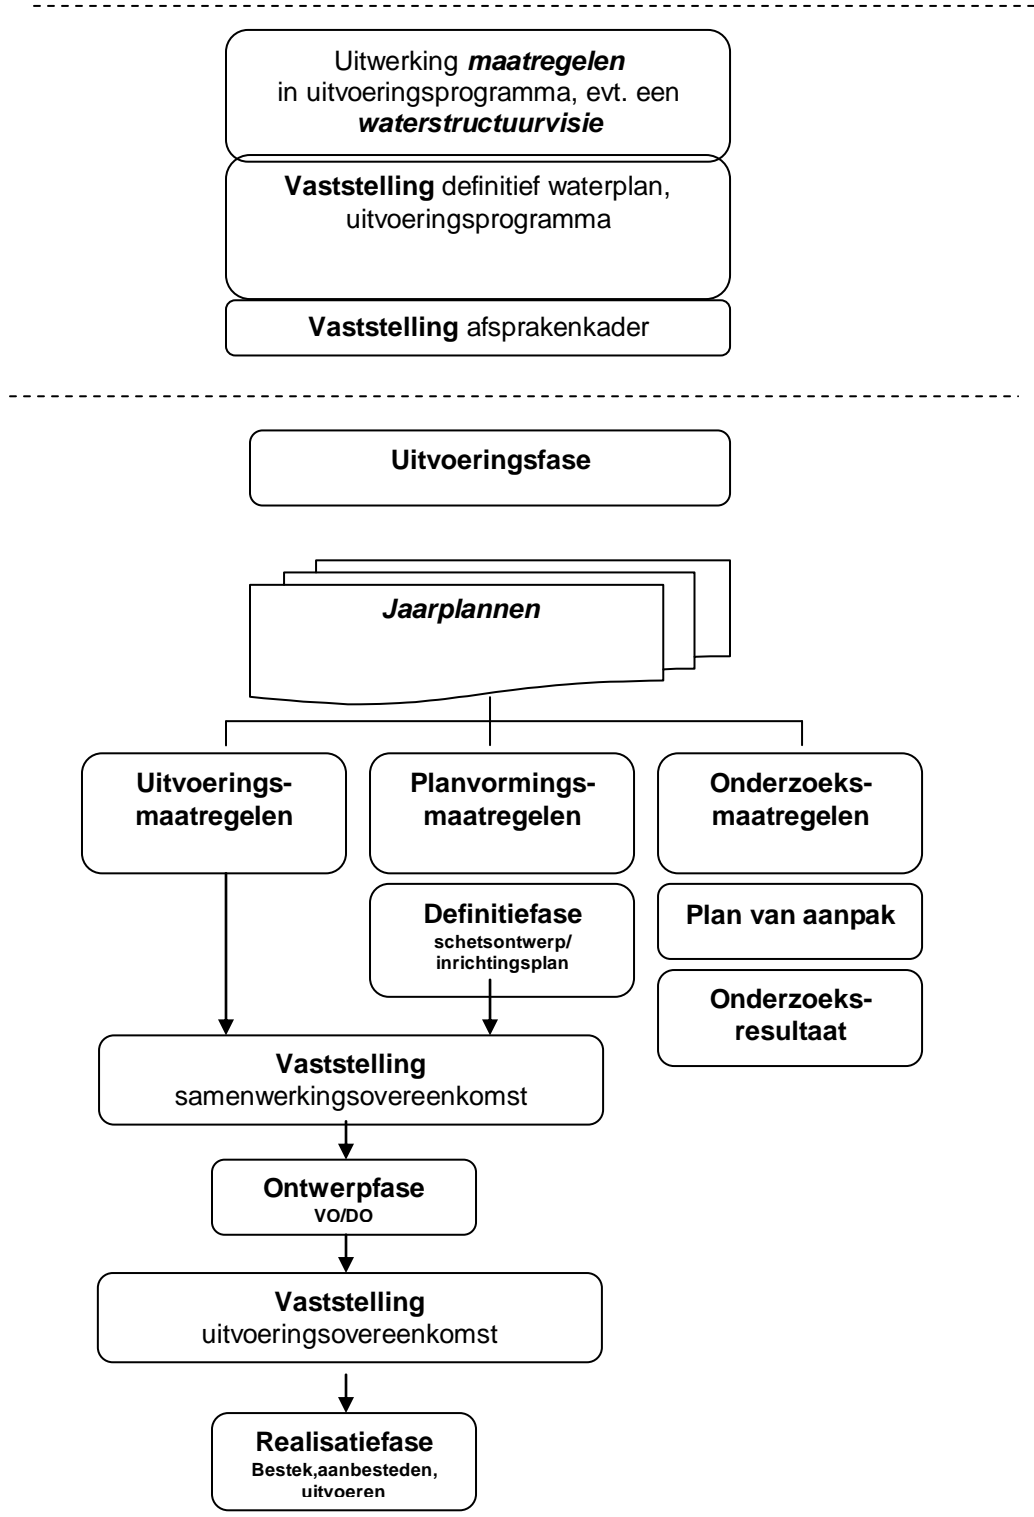 Uitwerking maatregelen
in uitvoeringsprogramma, evt. een
waterstructuurvisie
Vaststelling definitief waterplan,
uitvoeringsprogramma
Vaststelling afsprakenkader
Uitvoeringsfase
Jaarplannen
Uitvoerings-
maatregelen
Planvormings-
maatregelen
Onderzoeks-
maatregelen
Definitiefase
schetsontwerp/
inrichtingsplan
Plan van aanpak
Onderzoeks-
resultaat
Vaststelling
samenwerkingsovereenkomst
Ontwerpfase
VO/DO
Vaststelling
uitvoeringsovereenkomst
Realisatiefase
Bestek,aanbesteden,
uitvoeren